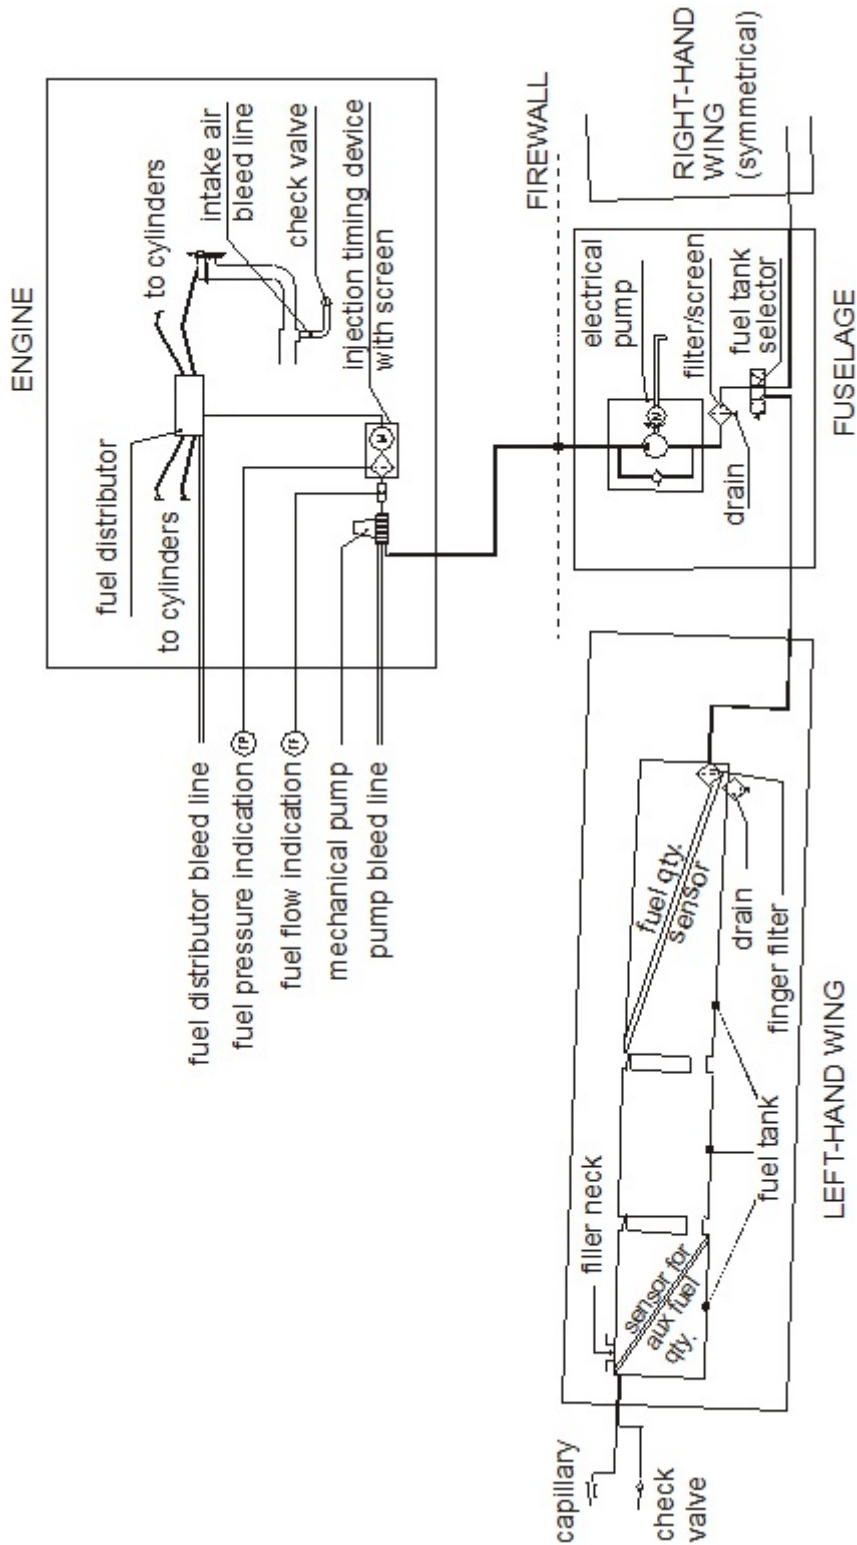 ENGINE
fuel distributor
to cylinders
to cylinders
intake air
bleed line
check valve
injection timing device
with screen
fuel distributor bleed line
fuel pressure indication
FP
fuel flow indication
FF
mechanical pump
pump bleed line
M
FIREWALL
electrical
pump
M
filter/screen
fuel tank
selector
drain
FUSELAGE
RIGHT-HAND
WING
(symmetrical)
capillary
check
valve
filler neck
sensor for
aux fuel
qty.
fuel qty.
sensor
fuel tank
drain
finger filter
LEFT-HAND WING